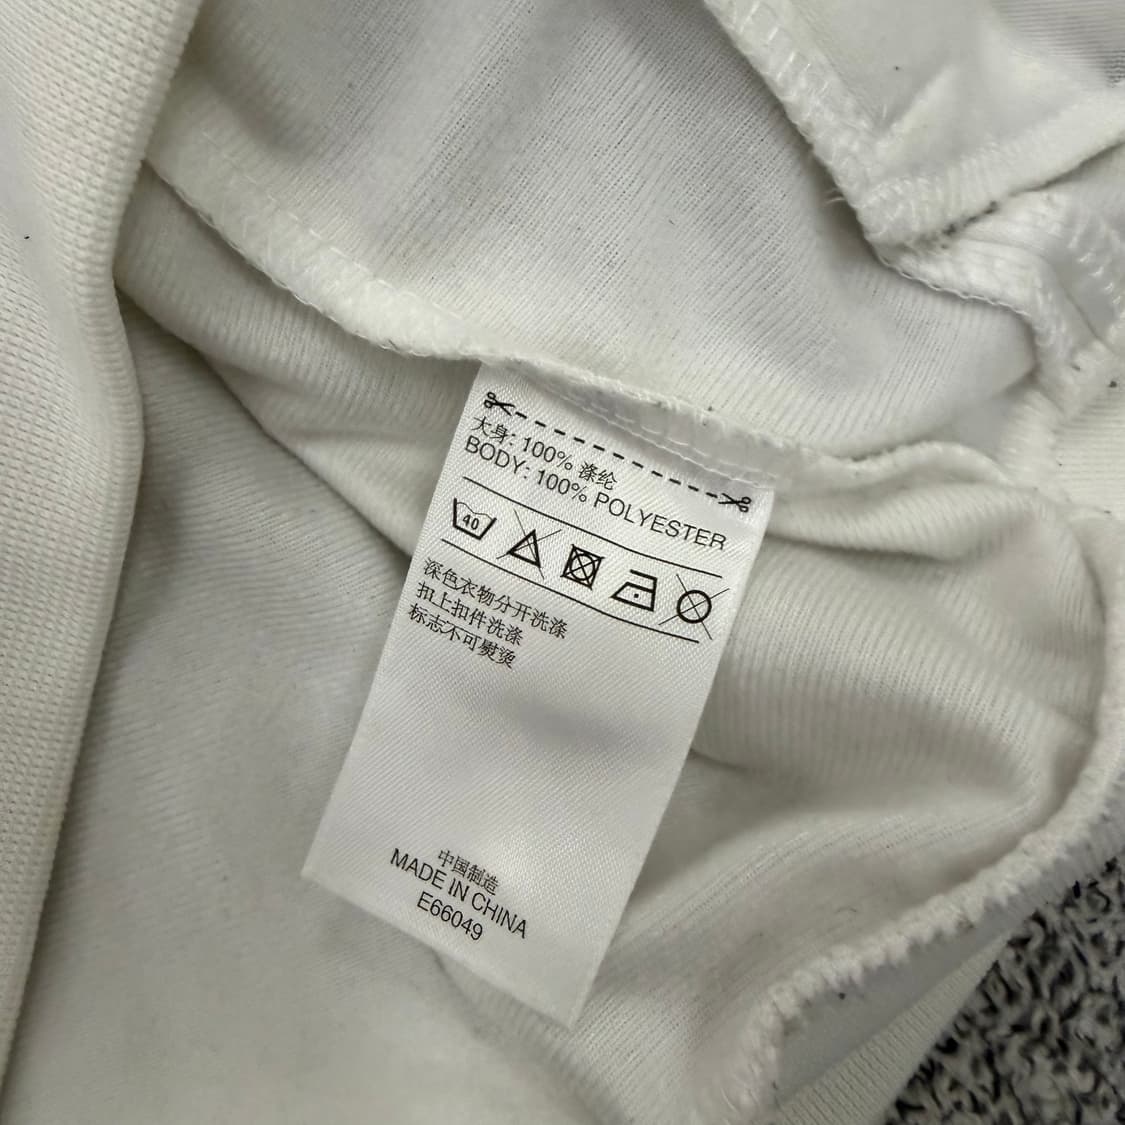 大身: 100% 涤纶
BODY: 100% POLYESTER
40
深色衣物分开洗涤
扣上扣件洗涤
标志不可熨烫
中国制造
MADE IN CHINA
E66049